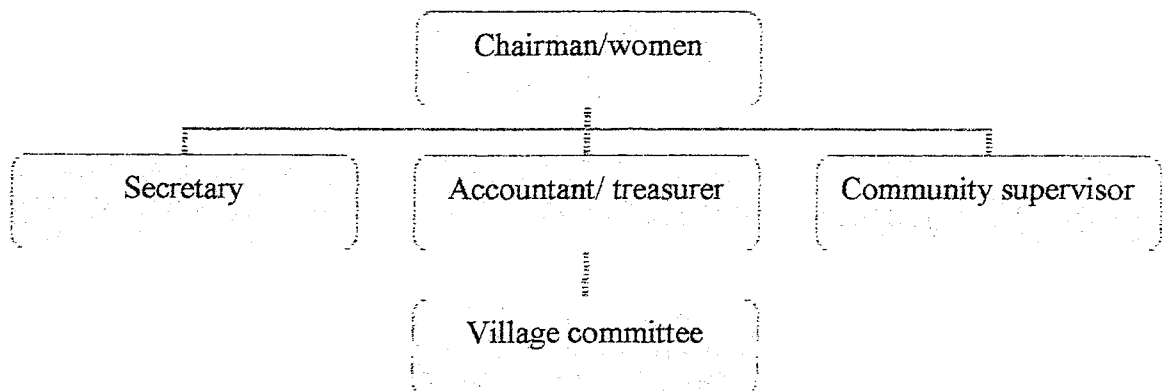 Chairman/women
Secretary
Accountant/ treasurer
Community supervisor
Village committee